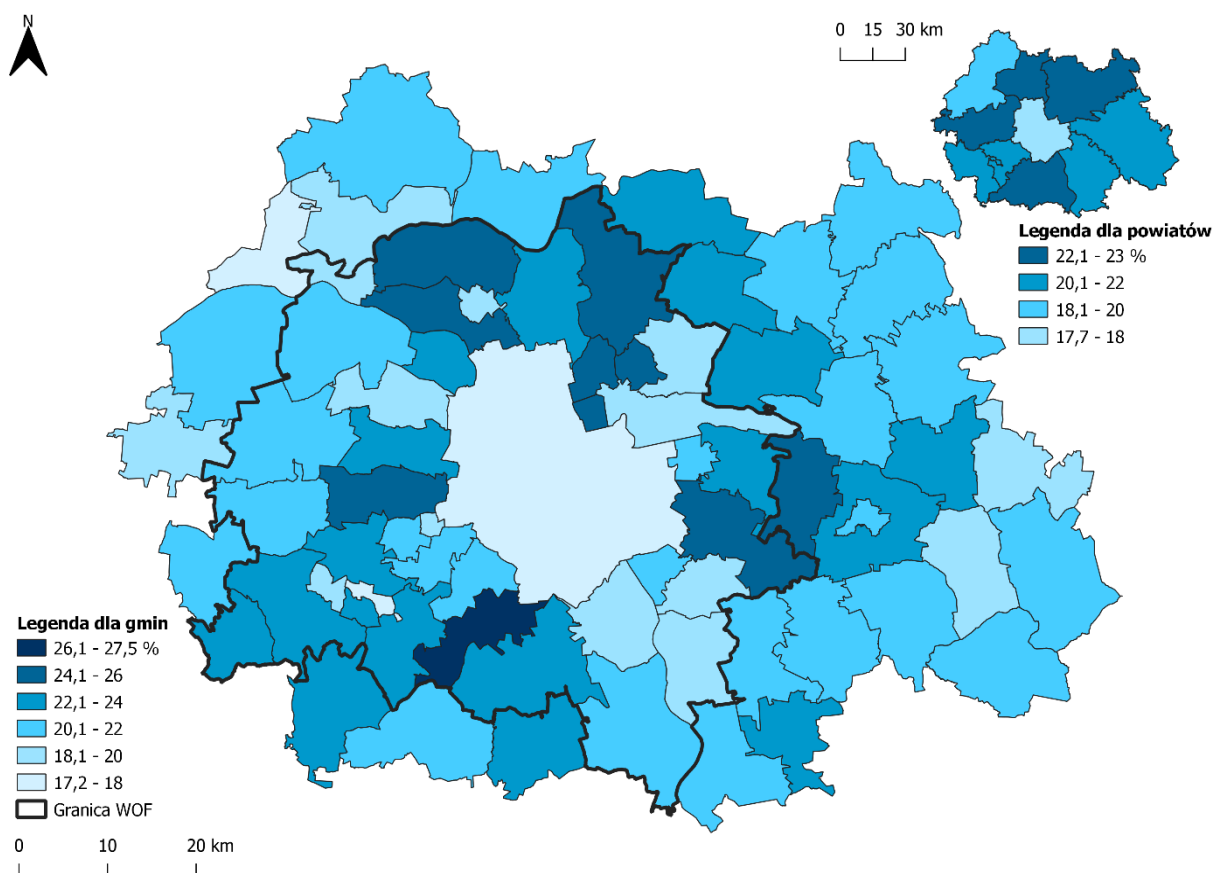 N
0 15 30 km
Legenda dla powiatów
22,1 - 23 %
20,1 - 22
18,1 - 20
17,7 - 18
Legenda dla gmin
26,1 - 27,5 %
24,1 - 26
22,1 - 24
20,1 - 22
18,1 - 20
17,2 - 18
Granica WOF
0 10 20 km